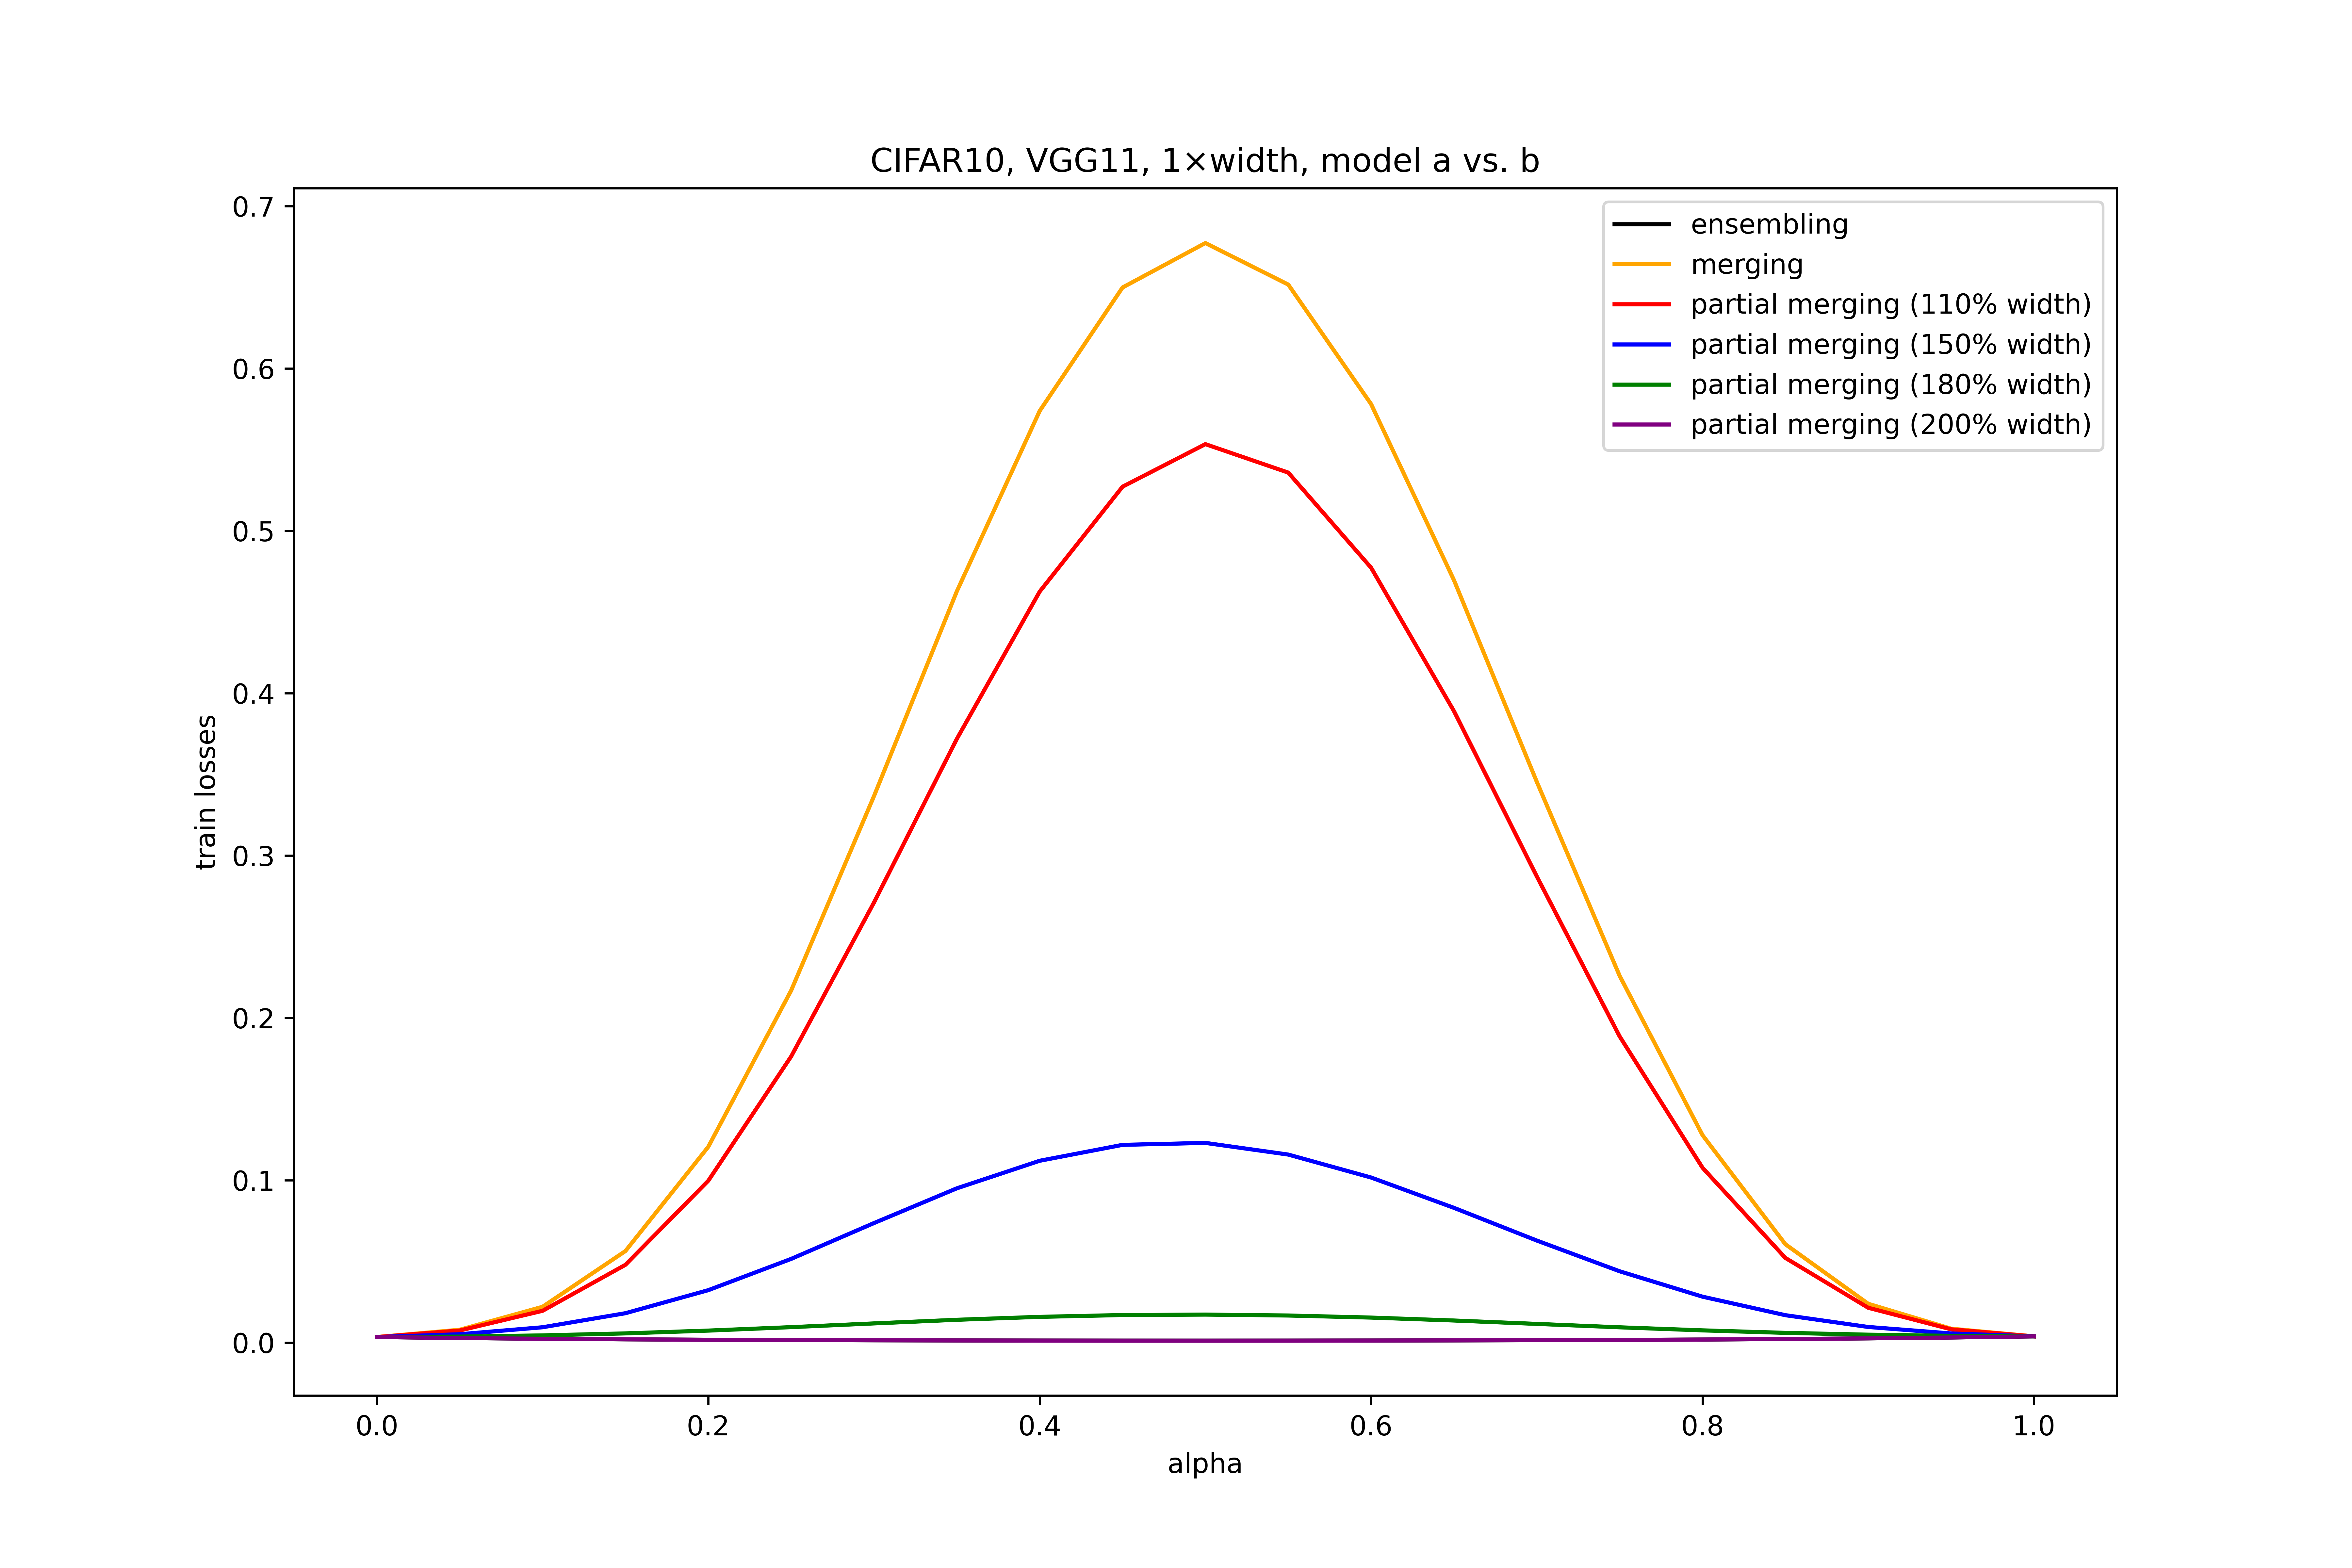 CIFAR10, VGG11, 1×width, model a vs. b
ensembling
merging
partial merging (110% width)
partial merging (150% width)
partial merging (180% width)
partial merging (200% width)
0.7
0.6
0.5
0.4
0.3
0.2
0.1
0.0
train losses
0.0 0.2 0.4 0.6 0.8 1.0
alpha